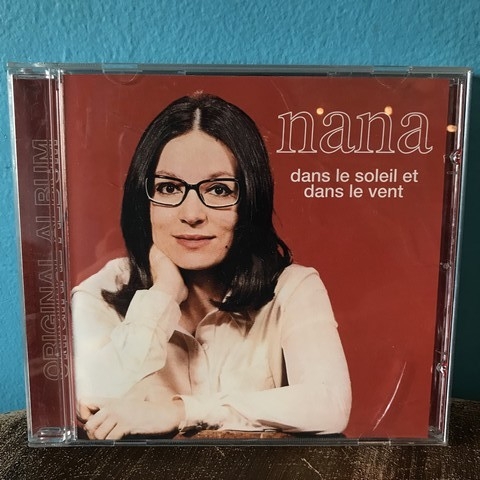 nana
dans le soleil et
dans le vent
ORIGINAL ALBUM